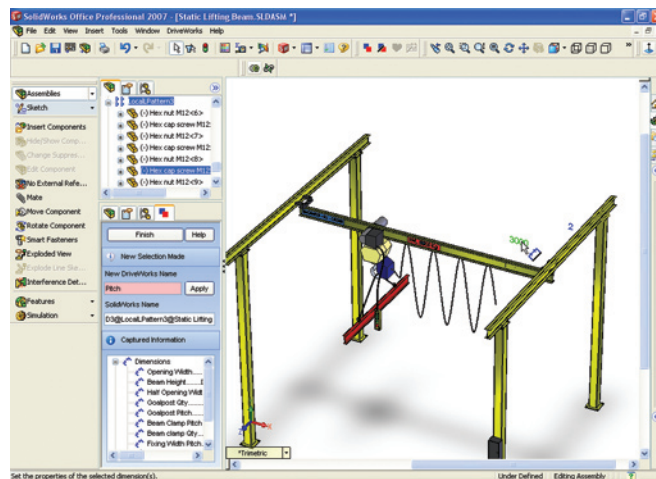 SolidWorks Office Professional 2007 - [Static Lifting Beam.SLDASM *]
File Edit View Insert Tools Window DriveWorks Help
Assemblies
Sketch
Insert Components
Hide/Show Comp...
Change Suppres...
Edit Component
No External Refe...
Mate
Move Component
Rotate Component
Smart Fasteners
Exploded View
Explode Line Ske...
Interference Det...
Features
Simulation
LocalLPattern3
(-) Hex nut M12<6>
(-) Hex cap screw M12
(-) Hex nut M12<7>
(-) Hex cap screw M12
(-) Hex nut M12<8>
(-) Hex cap screw M12
(-) Hex nut M12<9>
Finish Help
New Selection Made
New DriveWorks Name
Pitch Apply
SolidWorks Name
D3@LocalLPattern3@Static Lifting
Captured Information
Dimensions
Opening Width...
Beam Height...
Half Opening Widt
Goalpost Qty...
Goalpost Pitch...
Beam Clamp Pitch
Beam clamp Qty...
Fixing Width Pitch...
3000
2
*Trimetric
Set the properties of the selected dimension(s).
Under Defined Editing Assembly